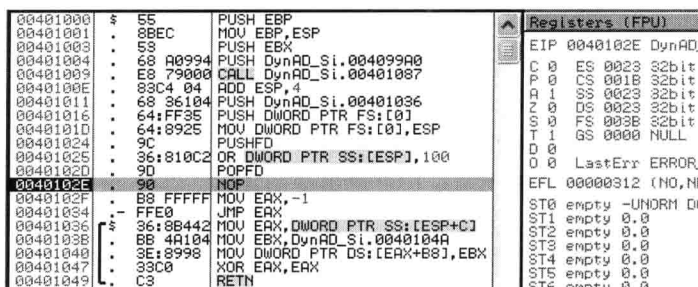 00401000 $ 55 PUSH EBP
00401001 . 8BEC MOV EBP,ESP
00401003 . 53 PUSH EBX
00401004 . 68 A0994 PUSH DynAD_Si.004099A0
00401009 . E8 79000 CALL DynAD_Si.00401087
0040100E . 83C4 04 ADD ESP,4
00401011 . 68 36104 PUSH DynAD_Si.00401036
00401016 . 64:FF35 PUSH DWORD PTR FS:[0]
0040101D . 64:8925 MOV DWORD PTR FS:[0],ESP
00401024 . 9C PUSHFD
00401025 . 36:810C2 OR DWORD PTR SS:[ESP],100
0040102D . 9D POPFD
0040102E . 90 NOP
0040102F . B8 FFFFF MOV EAX,-1
00401034 .- FFE0 JMP EAX
00401036 $ 36:8B442 MOV EAX,DWORD PTR SS:[ESP+C]
0040103B . BB 4A104 MOV EBX,DynAD_Si.0040104A
00401040 . 3E:8998 MOV DWORD PTR DS:[EAX+B8],EBX
00401047 . 33C0 XOR EAX,EAX
00401049 . C3 RETN
Registers (FPU)
EIP 0040102E DynAD_
C 0 ES 0023 32bit
P 0 CS 001B 32bit
A 1 SS 0023 32bit
Z 0 DS 0023 32bit
S 0 FS 003B 32bit
T 1 GS 0000 NULL
D 0
O 0 LastErr ERROR_
EFL 00000312 (NO,N
ST0 empty -UNORM D
ST1 empty 0.0
ST2 empty 0.0
ST3 empty 0.0
ST4 empty 0.0
ST5 empty 0.0
ST6 empty 0.0